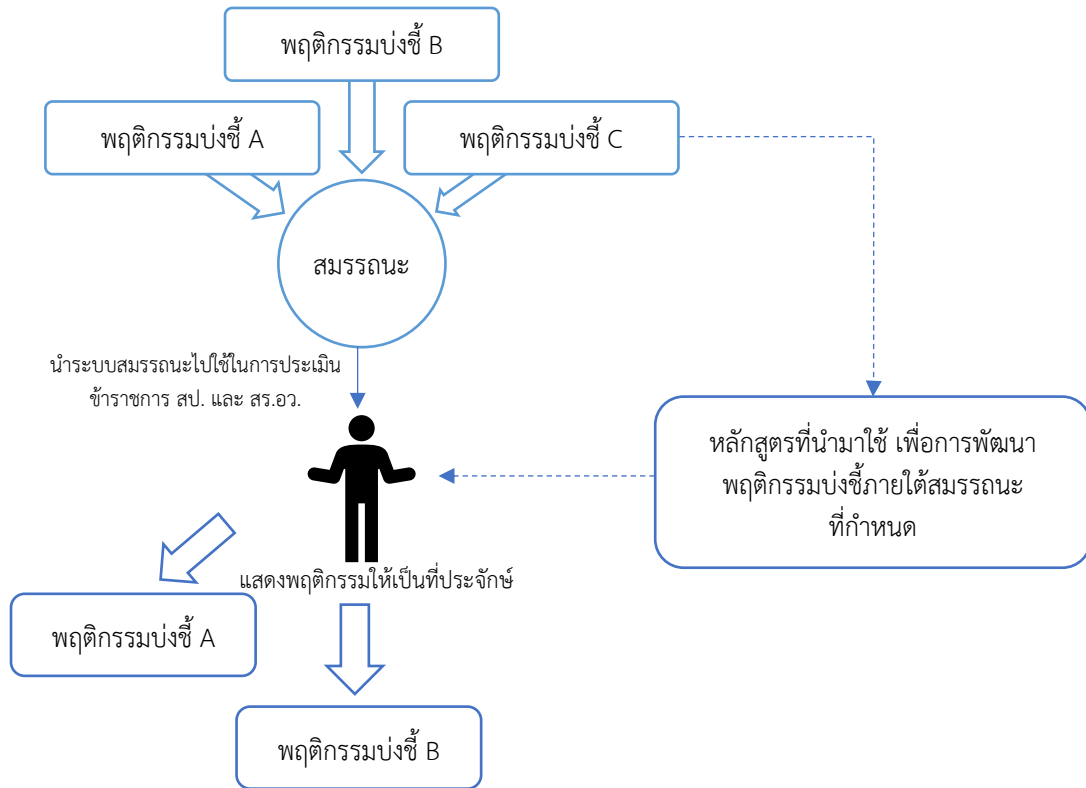 พฤติกรรมบ่งชี้ B
พฤติกรรมบ่งชี้ A
พฤติกรรมบ่งชี้ C
สมรรถนะ
นำระบบสมรรถนะไปใช้ในการประเมิน
ข้าราชการ สป. และ สร.อว.
หลักสูตรที่นำมาใช้ เพื่อการพัฒนา
พฤติกรรมบ่งชี้ภายใต้สมรรถนะ
ที่กำหนด
แสดงพฤติกรรมให้เป็นที่ประจักษ์
พฤติกรรมบ่งชี้ A
พฤติกรรมบ่งชี้ B